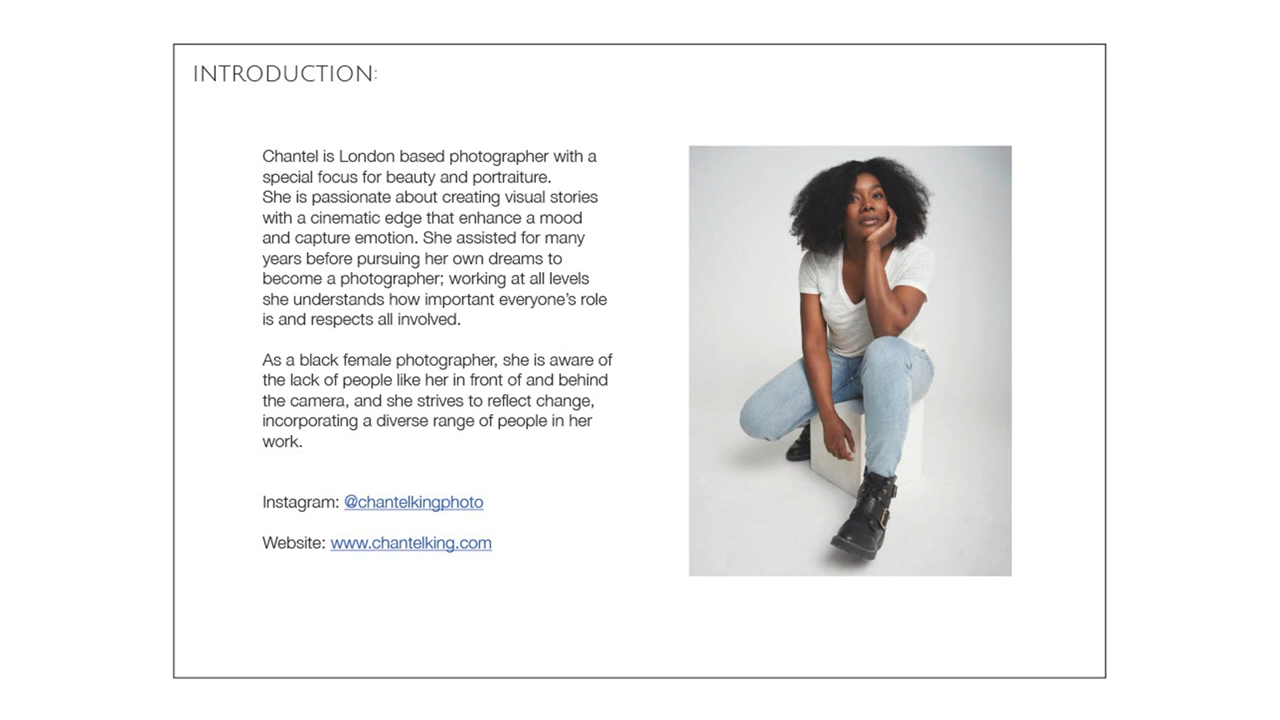 INTRODUCTION:
Chantel is London based photographer with a
special focus for beauty and portraiture.
She is passionate about creating visual stories
with a cinematic edge that enhance a mood
and capture emotion. She assisted for many
years before pursuing her own dreams to
become a photographer; working at all levels
she understands how important everyone's role
is and respects all involved.
As a black female photographer, she is aware of
the lack of people like her in front of and behind
the camera, and she strives to reflect change,
incorporating a diverse range of people in her
work.
Instagram: @chantelkingphoto
Website: www.chantelking.com